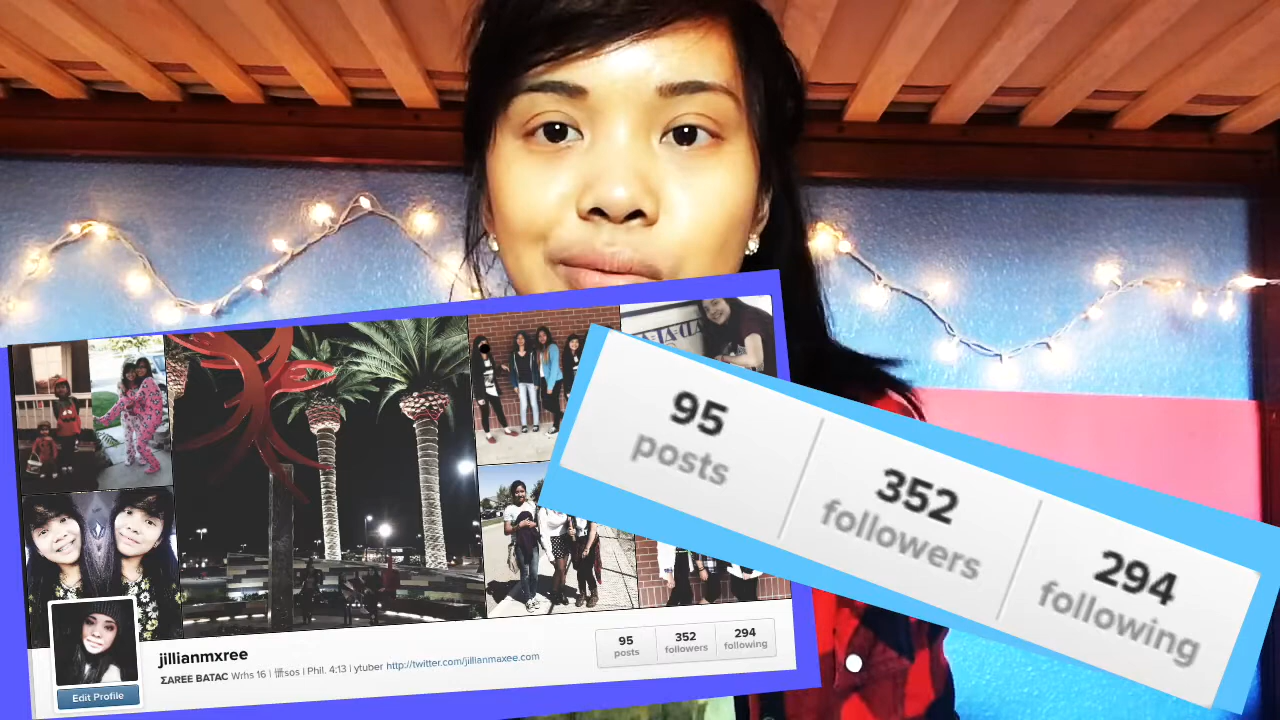 95
posts
352
followers
294
following
jillianmxree
ΣAREE BATAC Wrhs 16 | sos | Phil. 4:13 | ytuber http://twitter.com/jillianmaxee.com
95 posts
352 followers
294 following
Edit Profile